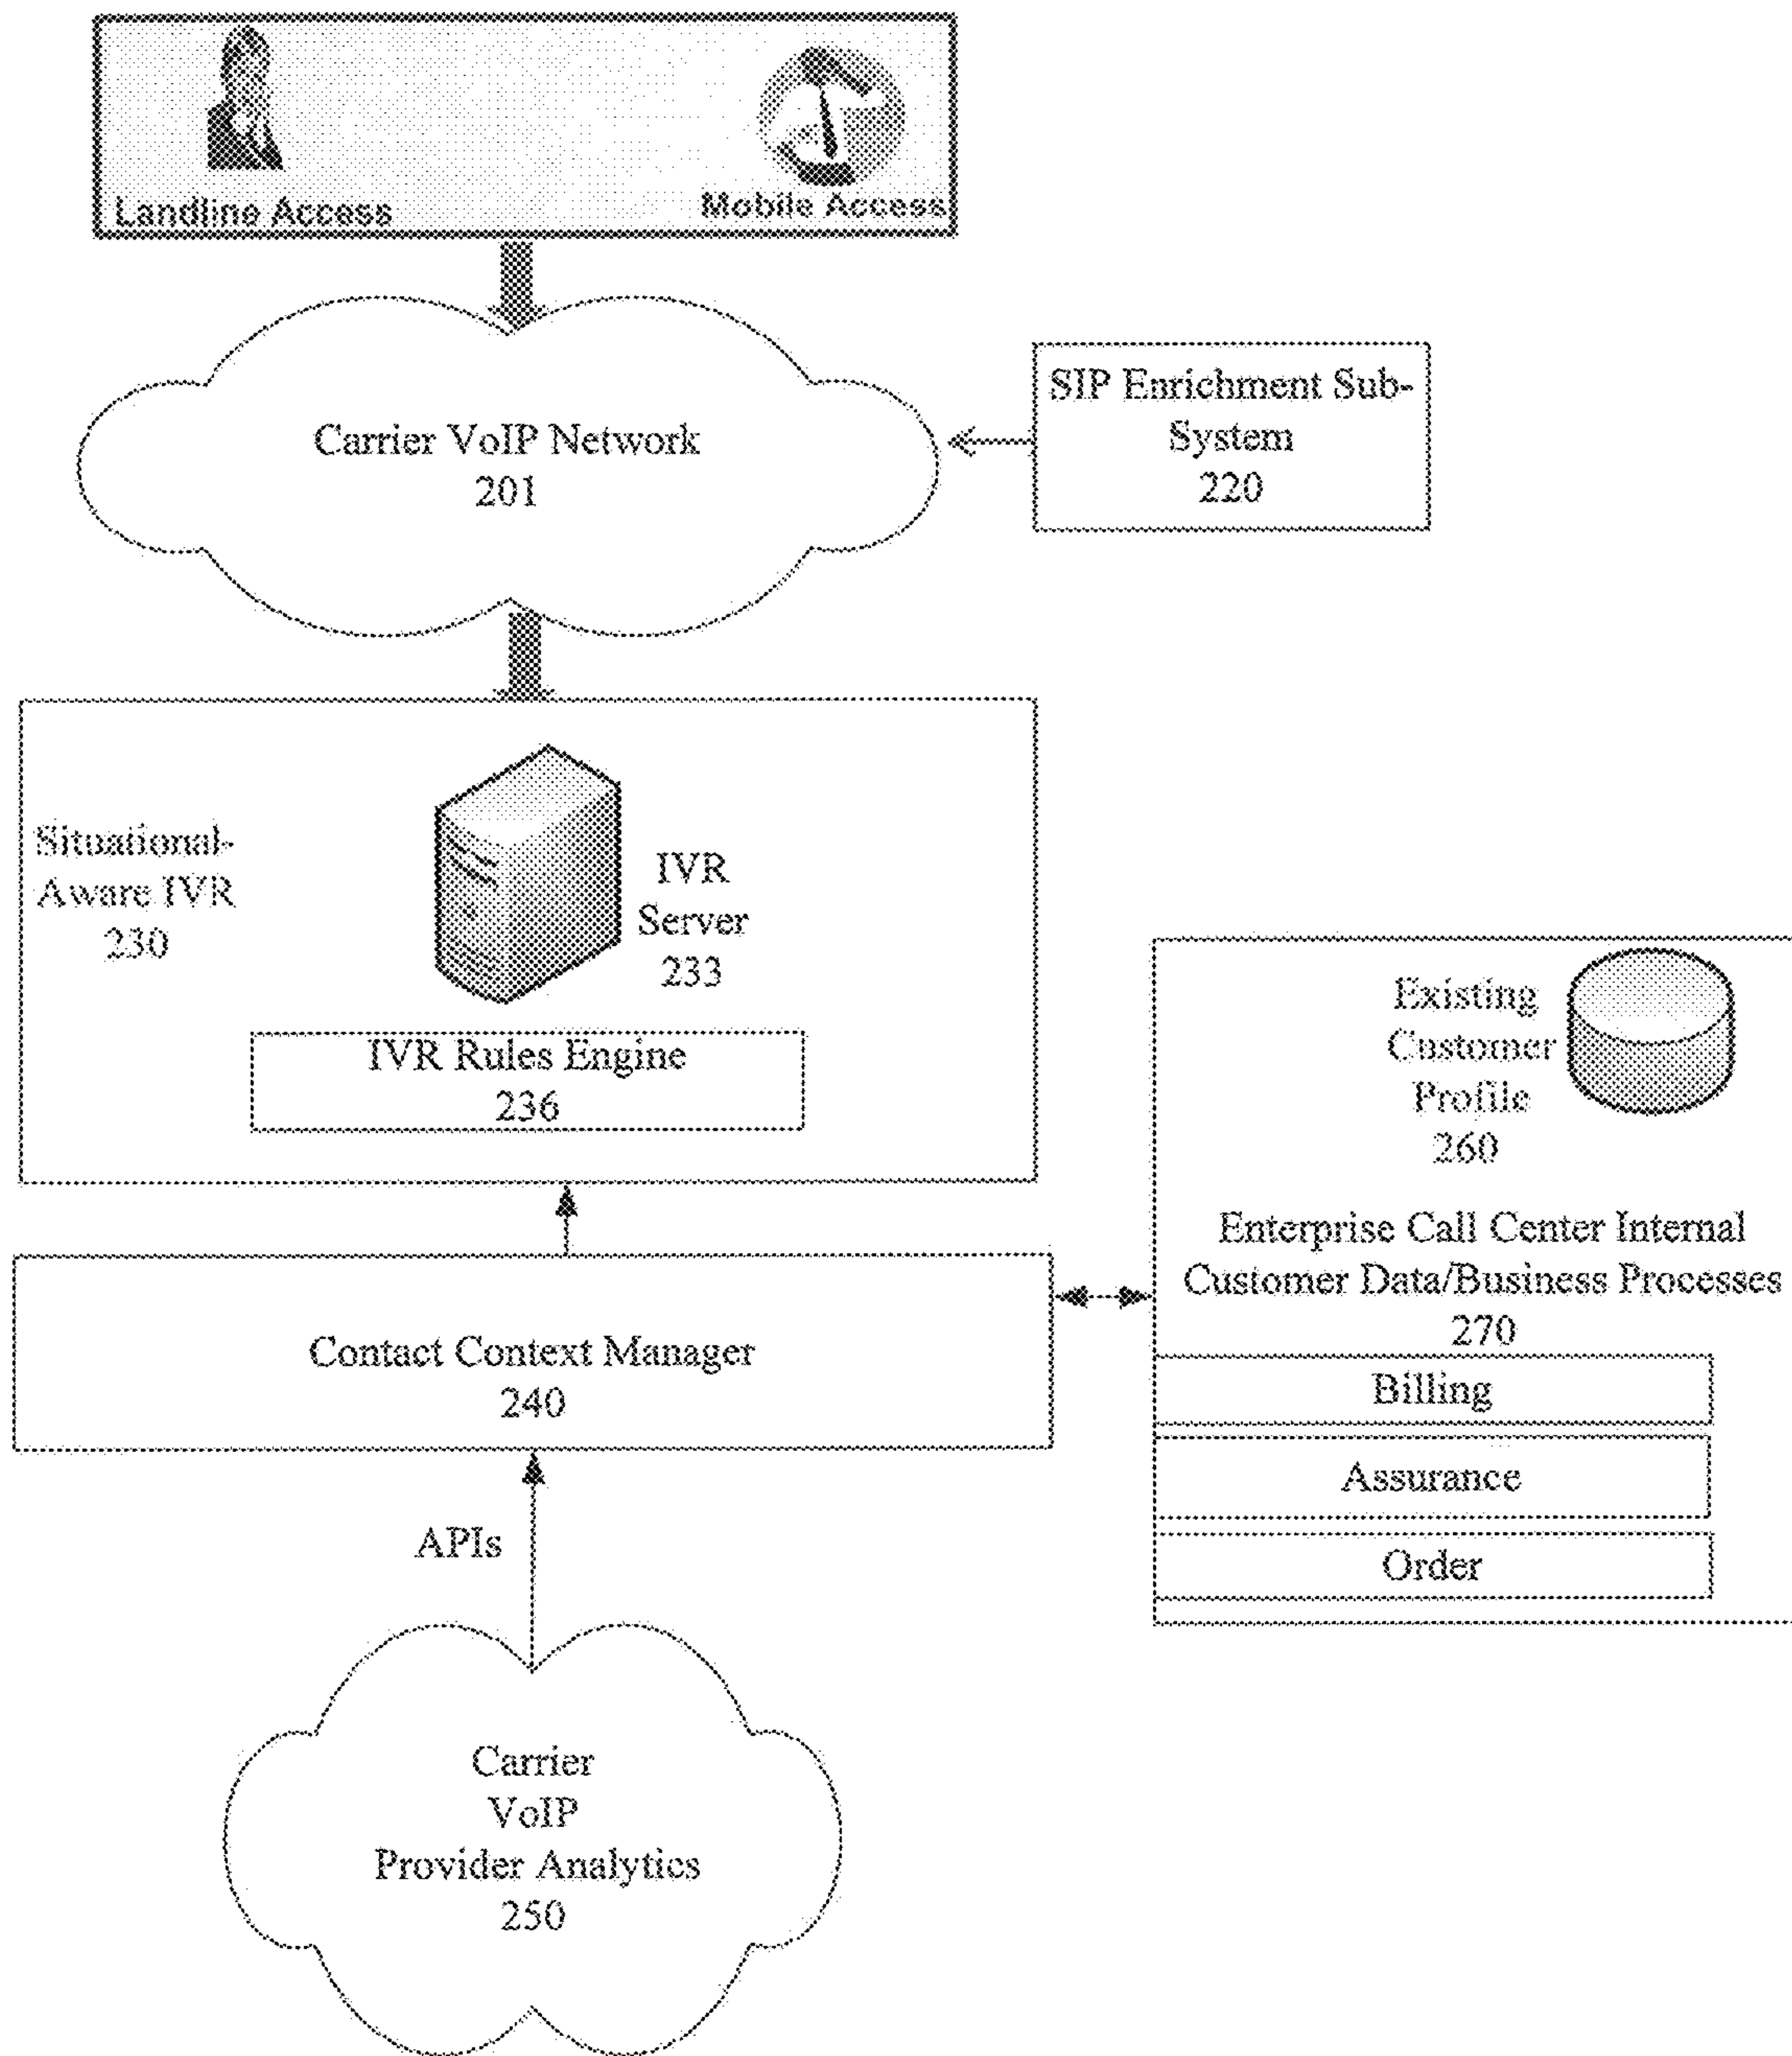 Landline Access
Mobile Access
Carrier VoIP Network
201
SIP Enrichment Sub-
System
220
Situational-
Aware IVR
230
IVR
Server
233
IVR Rules Engine
236
Existing
Customer
Profile
260
Enterprise Call Center Internal
Customer Data/Business Processes
270
Billing
Assurance
Order
Contact Context Manager
240
APIs
Carrier
VoIP
Provider Analytics
250